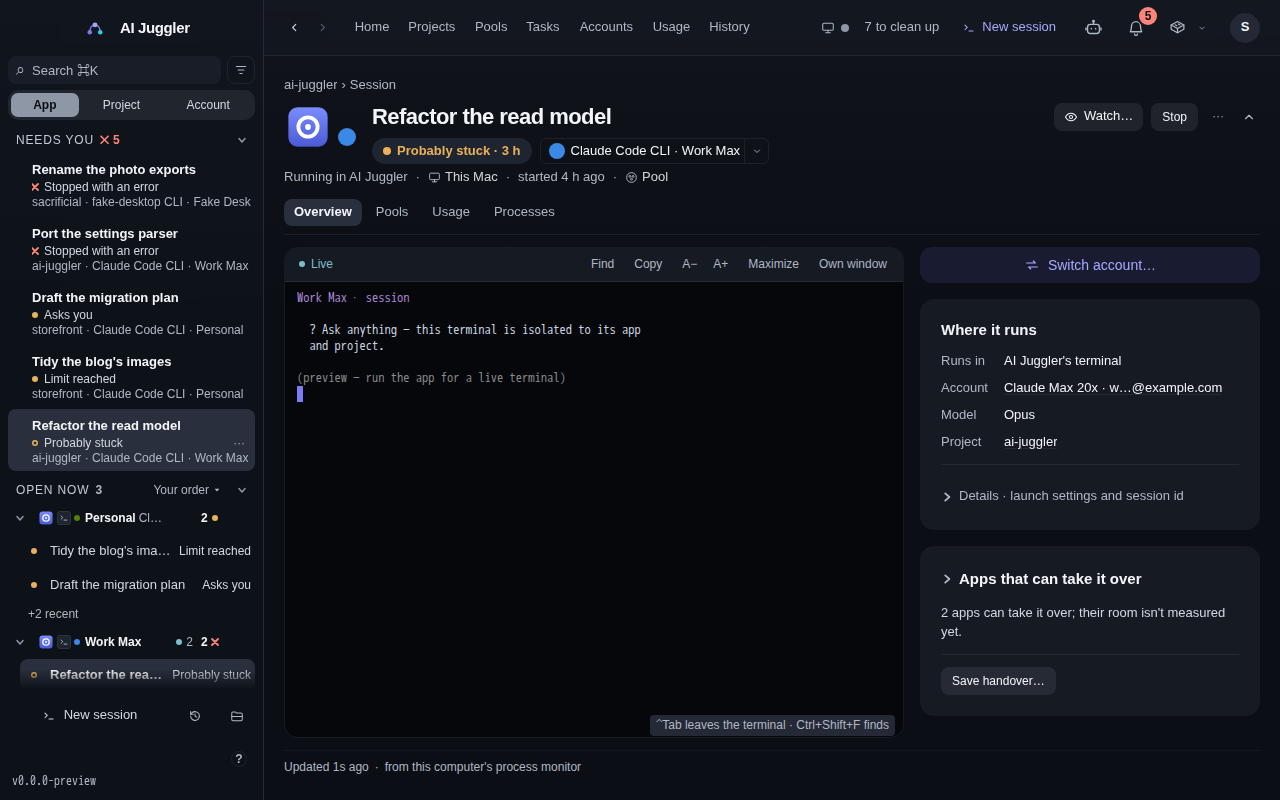 AI Juggler
Search ⌘K
App Project Account
NEEDS YOU 5
Rename the photo exports
Stopped with an error
sacrificial · fake-desktop CLI · Fake Desk
Port the settings parser
Stopped with an error
ai-juggler · Claude Code CLI · Work Max
Draft the migration plan
Asks you
storefront · Claude Code CLI · Personal
Tidy the blog's images
Limit reached
storefront · Claude Code CLI · Personal
Refactor the read model
Probably stuck ···
ai-juggler · Claude Code CLI · Work Max
OPEN NOW 3 Your order
Personal Cl… 2
Tidy the blog's ima… Limit reached
Draft the migration plan Asks you
+2 recent
Work Max 2 2
Refactor the rea… Probably stuck
New session
?
v0.0.0-preview
Home Projects Pools Tasks Accounts Usage History
7 to clean up
New session
5
S
ai-juggler › Session
Refactor the read model
Watch… Stop ···
Probably stuck · 3 h
Claude Code CLI · Work Max
Running in AI Juggler · This Mac · started 4 h ago · Pool
Overview Pools Usage Processes
Live Find Copy A− A+ Maximize Own window
Work Max · session
? Ask anything — this terminal is isolated to its app
and project.
(preview — run the app for a live terminal)
^Tab leaves the terminal · Ctrl+Shift+F finds
Switch account…
Where it runs
Runs in AI Juggler's terminal
Account Claude Max 20x · w…@example.com
Model Opus
Project ai-juggler
Details · launch settings and session id
Apps that can take it over
2 apps can take it over; their room isn't measured
yet.
Save handover…
Updated 1s ago · from this computer's process monitor